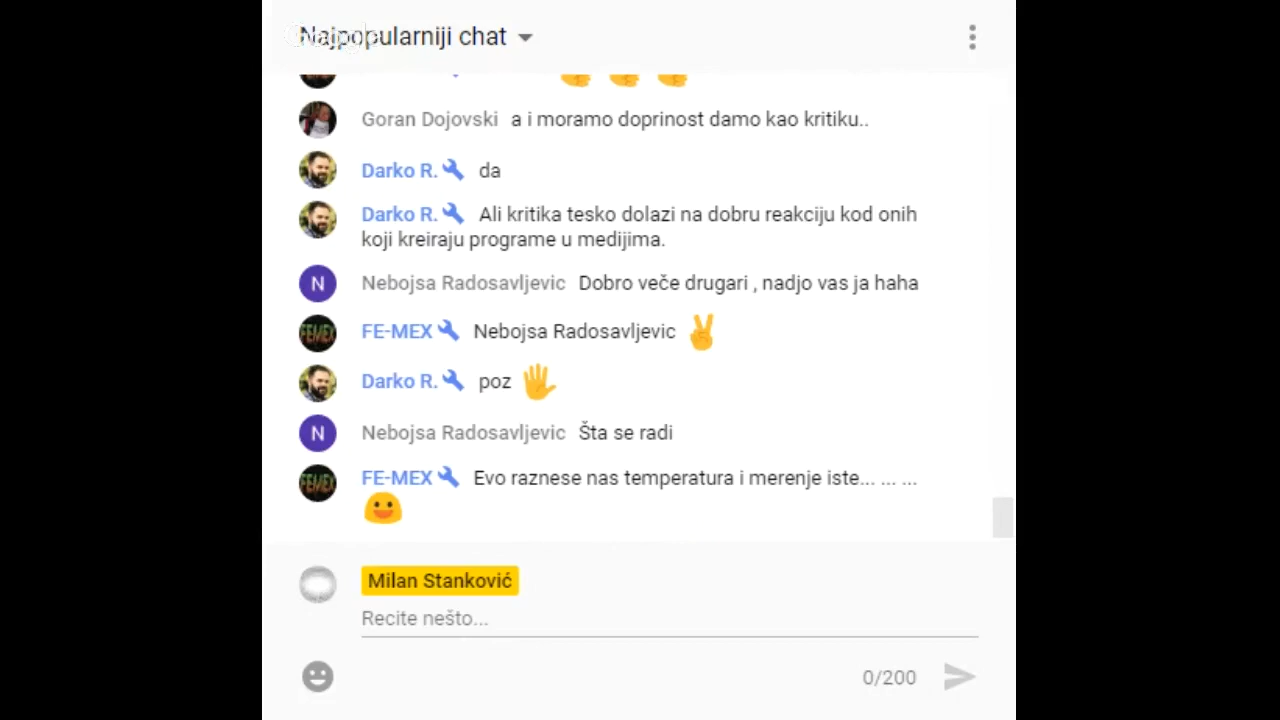 Najpopularniji chat
Goran Dojovski a i moramo doprinost damo kao kritiku..
Darko R. da
Darko R. Ali kritika tesko dolazi na dobru reakciju kod onih
koji kreiraju programe u medijima.
N Nebojsa Radosavljevic Dobro veče drugari , nadjo vas ja haha
FEMEX FE-MEX Nebojsa Radosavljevic ✌
Darko R. poz 🖐
N Nebojsa Radosavljevic Šta se radi
FEMEX FE-MEX Evo raznese nas temperatura i merenje iste... ... ...
😃
Milan Stanković
Recite nešto...
0/200